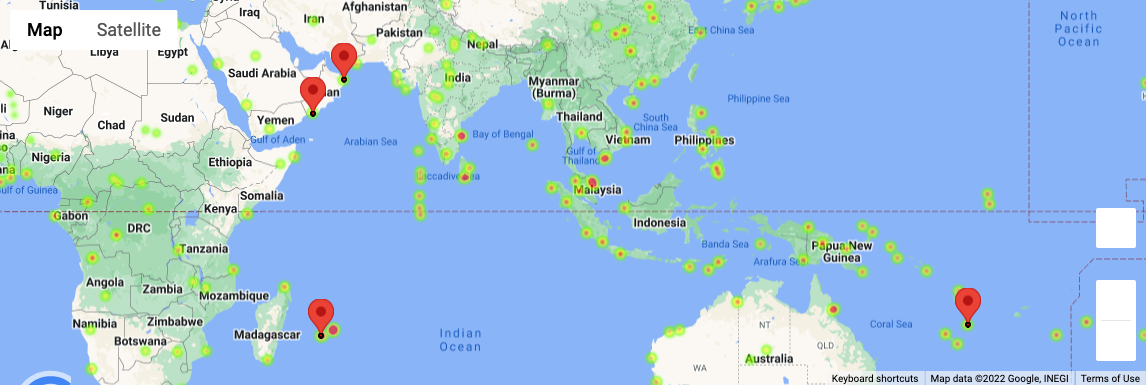 Tunisia
Afghanistan
Iraq
Iran
Map Satellite
North
Pacific
Ocean
East China Sea
Pakistan
Libya
Egypt
Nepal
Saudi Arabia
India
Myanmar
(Burma)
Niger
Philippine Sea
Chad
Sudan
Yemen
Thailand
South
China Sea
Gulf of Aden
Arabian Sea
Bay of Bengal
Vietnam
Philippines
Nigeria
Ethiopia
Gulf of
Thailand
Laccadive Sea
Malaysia
Somalia
Gabon
Kenya
Indonesia
DRC
Banda Sea
Papua New
Guinea
Tanzania
Arafura Sea
Angola
Zambia
Mozambique
Namibia
Zimbabwe
Madagascar
Botswana
Indian
Ocean
NT
Coral Sea
QLD
Australia
WA
Keyboard shortcuts Map data ©2022 Google, INEGI Terms of Use